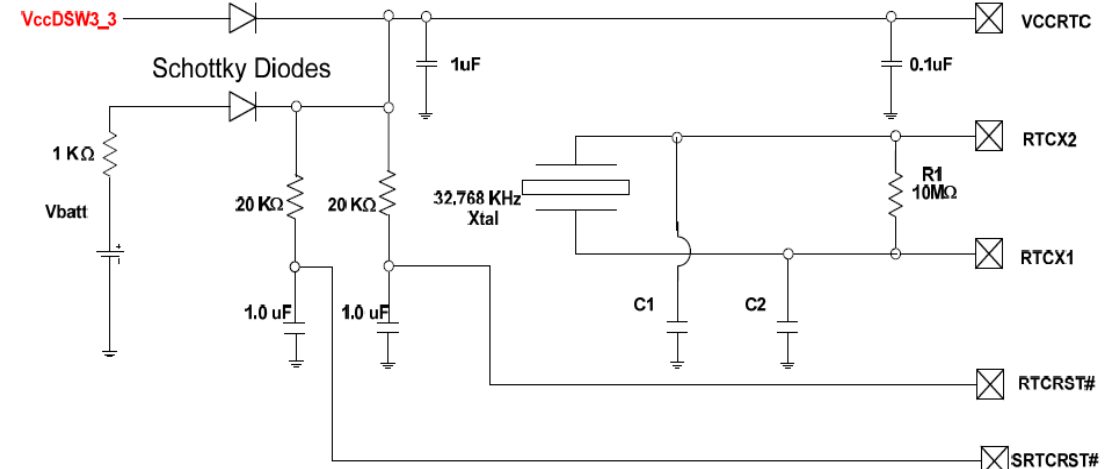 VccDSW3_3
VCCRTC
1uF
0.1uF
Schottky Diodes
1 KΩ
RTCX2
R1
10MΩ
32.768 KHz
Xtal
20 KΩ
20 KΩ
Vbatt
+
RTCX1
1.0 uF
1.0 uF
C1
C2
RTCRST#
SRTCRST#